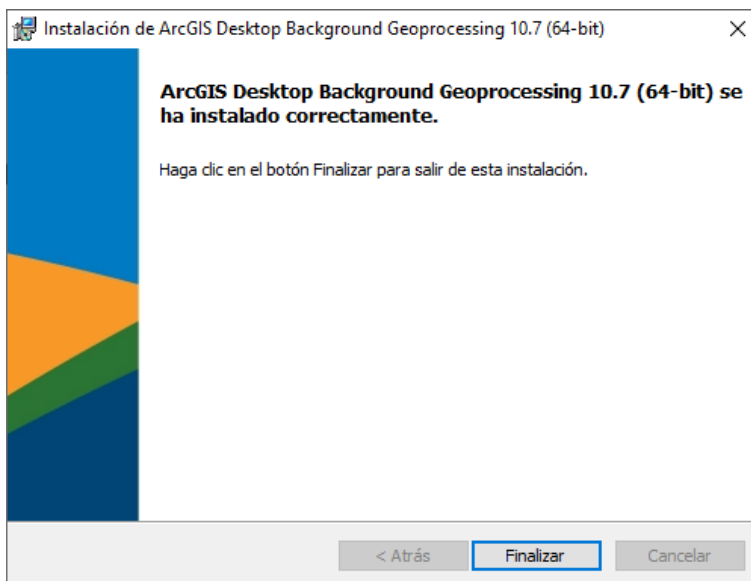 Instalación de ArcGIS Desktop Background Geoprocessing 10.7 (64-bit)
ArcGIS Desktop Background Geoprocessing 10.7 (64-bit) se
ha instalado correctamente.
Haga clic en el botón Finalizar para salir de esta instalación.
< Atrás
Finalizar
Cancelar